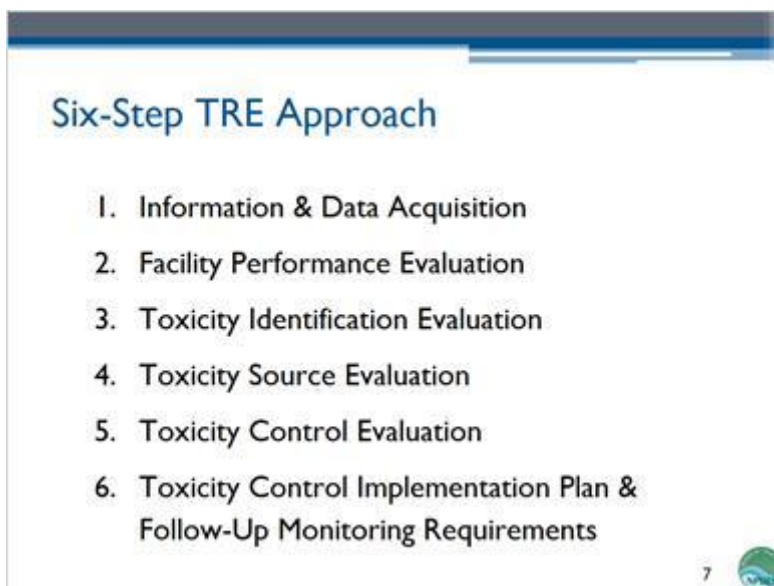 Six-Step TRE Approach
1. Information & Data Acquisition
2. Facility Performance Evaluation
3. Toxicity Identification Evaluation
4. Toxicity Source Evaluation
5. Toxicity Control Evaluation
6. Toxicity Control Implementation Plan &
Follow-Up Monitoring Requirements
7